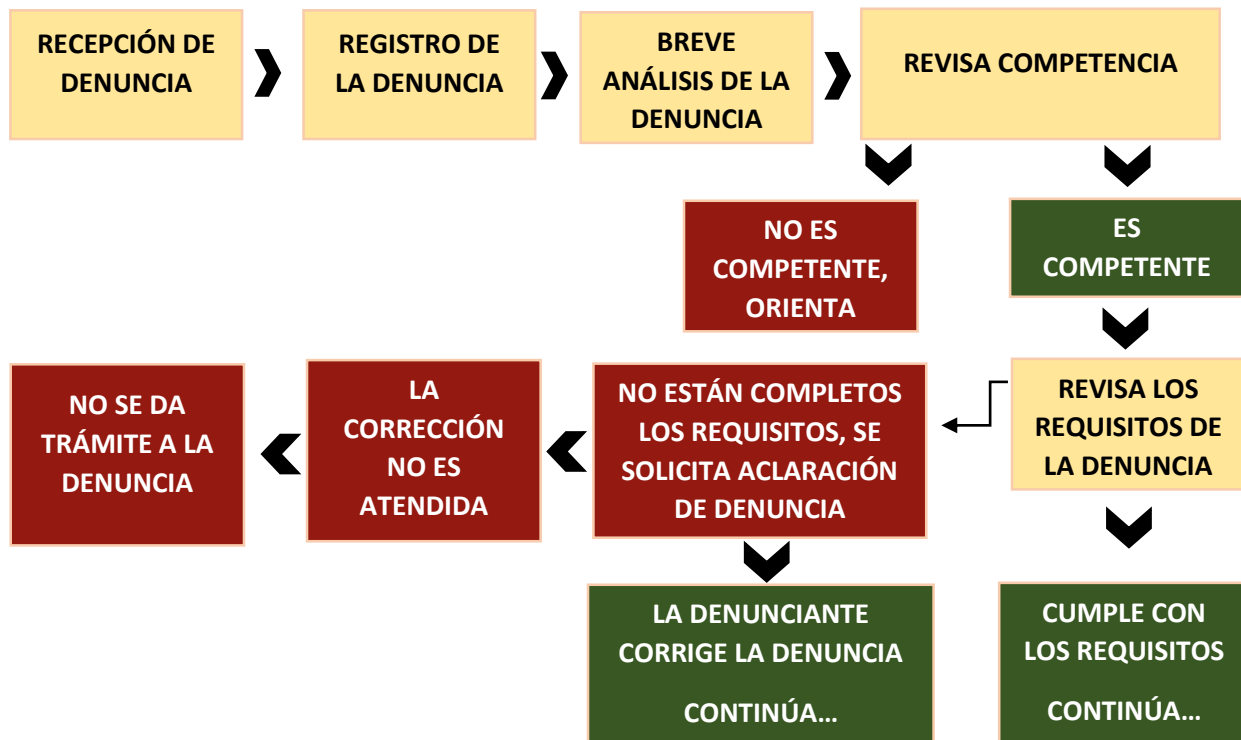 RECEPCIÓN DE
DENUNCIA
REGISTRO DE
LA DENUNCIA
BREVE
ANÁLISIS DE LA
DENUNCIA
REVISA COMPETENCIA
NO ES
COMPETENTE,
ORIENTA
ES
COMPETENTE
REVISA LOS
REQUISITOS DE
LA DENUNCIA
NO ESTÁN COMPLETOS
LOS REQUISITOS, SE
SOLICITA ACLARACIÓN
DE DENUNCIA
LA
CORRECCIÓN
NO ES
ATENDIDA
NO SE DA
TRÁMITE A LA
DENUNCIA
LA DENUNCIANTE
CORRIGE LA DENUNCIA
CONTINÚA...
CUMPLE CON
LOS REQUISITOS
CONTINÚA...